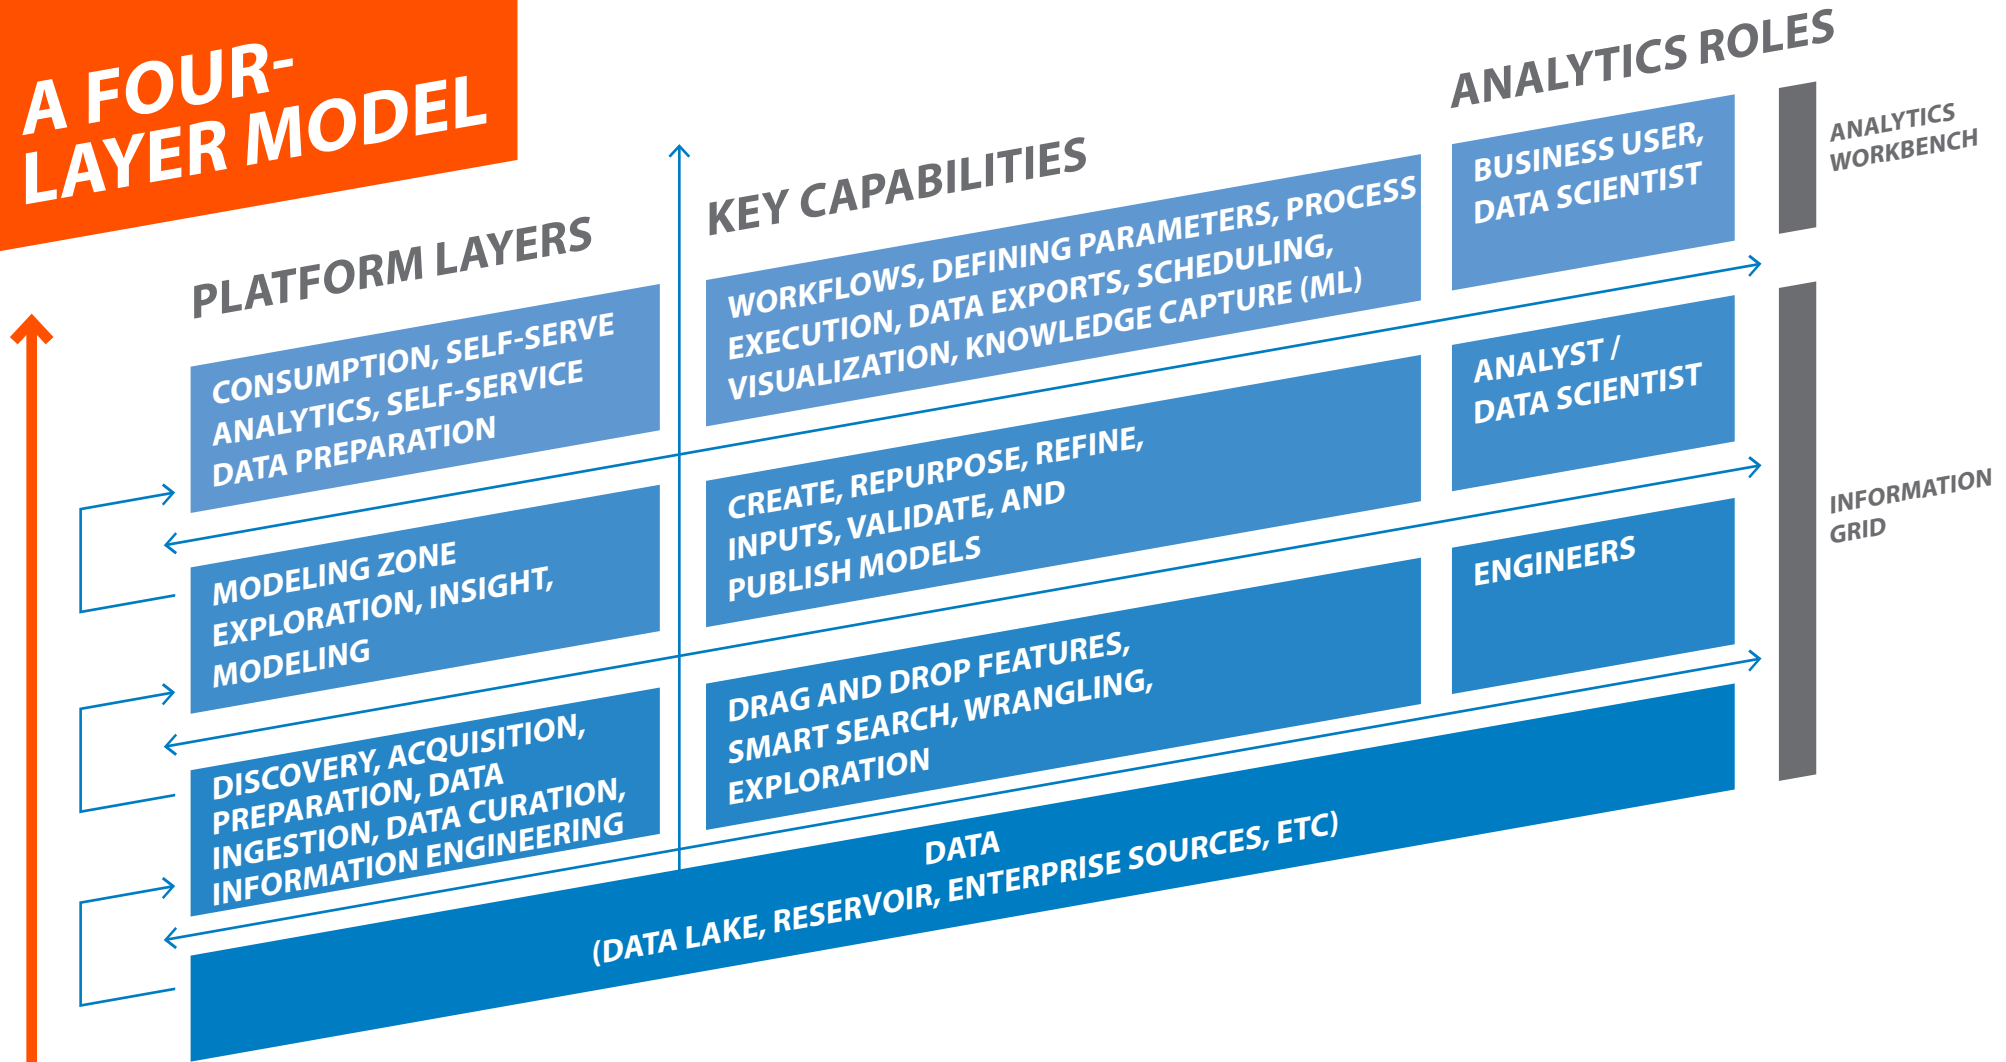 A FOUR-
LAYER MODEL
PLATFORM LAYERS
KEY CAPABILITIES
ANALYTICS ROLES
CONSUMPTION, SELF-SERVE
ANALYTICS, SELF-SERVICE
DATA PREPARATION
WORKFLOWS, DEFINING PARAMETERS, PROCESS
EXECUTION, DATA EXPORTS, SCHEDULING,
VISUALIZATION, KNOWLEDGE CAPTURE (ML)
BUSINESS USER,
DATA SCIENTIST
ANALYTICS
WORKBENCH
MODELING ZONE
EXPLORATION, INSIGHT,
MODELING
CREATE, REPURPOSE, REFINE,
INPUTS, VALIDATE, AND
PUBLISH MODELS
ANALYST /
DATA SCIENTIST
INFORMATION
GRID
DISCOVERY, ACQUISITION,
PREPARATION, DATA
INGESTION, DATA CURATION,
INFORMATION ENGINEERING
DRAG AND DROP FEATURES,
SMART SEARCH, WRANGLING,
EXPLORATION
ENGINEERS
DATA
(DATA LAKE, RESERVOIR, ENTERPRISE SOURCES, ETC)